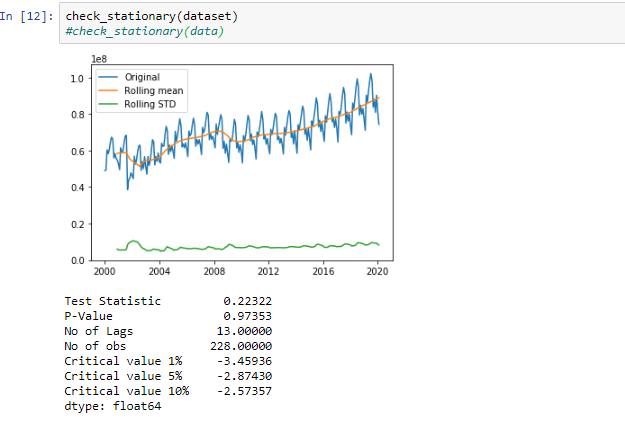 In [12]: check_stationary(dataset)
#check_stationary(data)
1e8
Original
Rolling mean
Rolling STD
1.0
0.8
0.6
0.4
0.2
0.0
2000 2004 2008 2012 2016 2020
Test Statistic 0.22322
P-Value 0.97353
No of Lags 13.00000
No of obs 228.00000
Critical value 1% -3.45936
Critical value 5% -2.87430
Critical value 10% -2.57357
dtype: float64